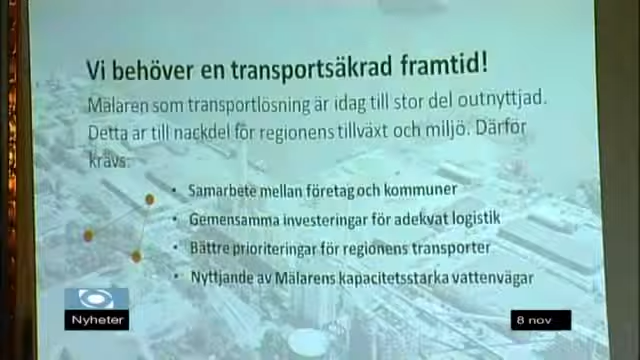 Vi behöver en transportsäkrad framtid!
Mälaren som transportlösning är idag till stor del outnyttjad.
Detta är till nackdel för regionens tillväxt och miljö. Därför
krävs:
• Samarbete mellan företag och kommuner
• Gemensamma investeringar för adekvat logistik
• Bättre prioriteringar för regionens transporter
• Nyttjande av Mälarens kapacitetsstarka vattenvägar
Nyheter
8 nov